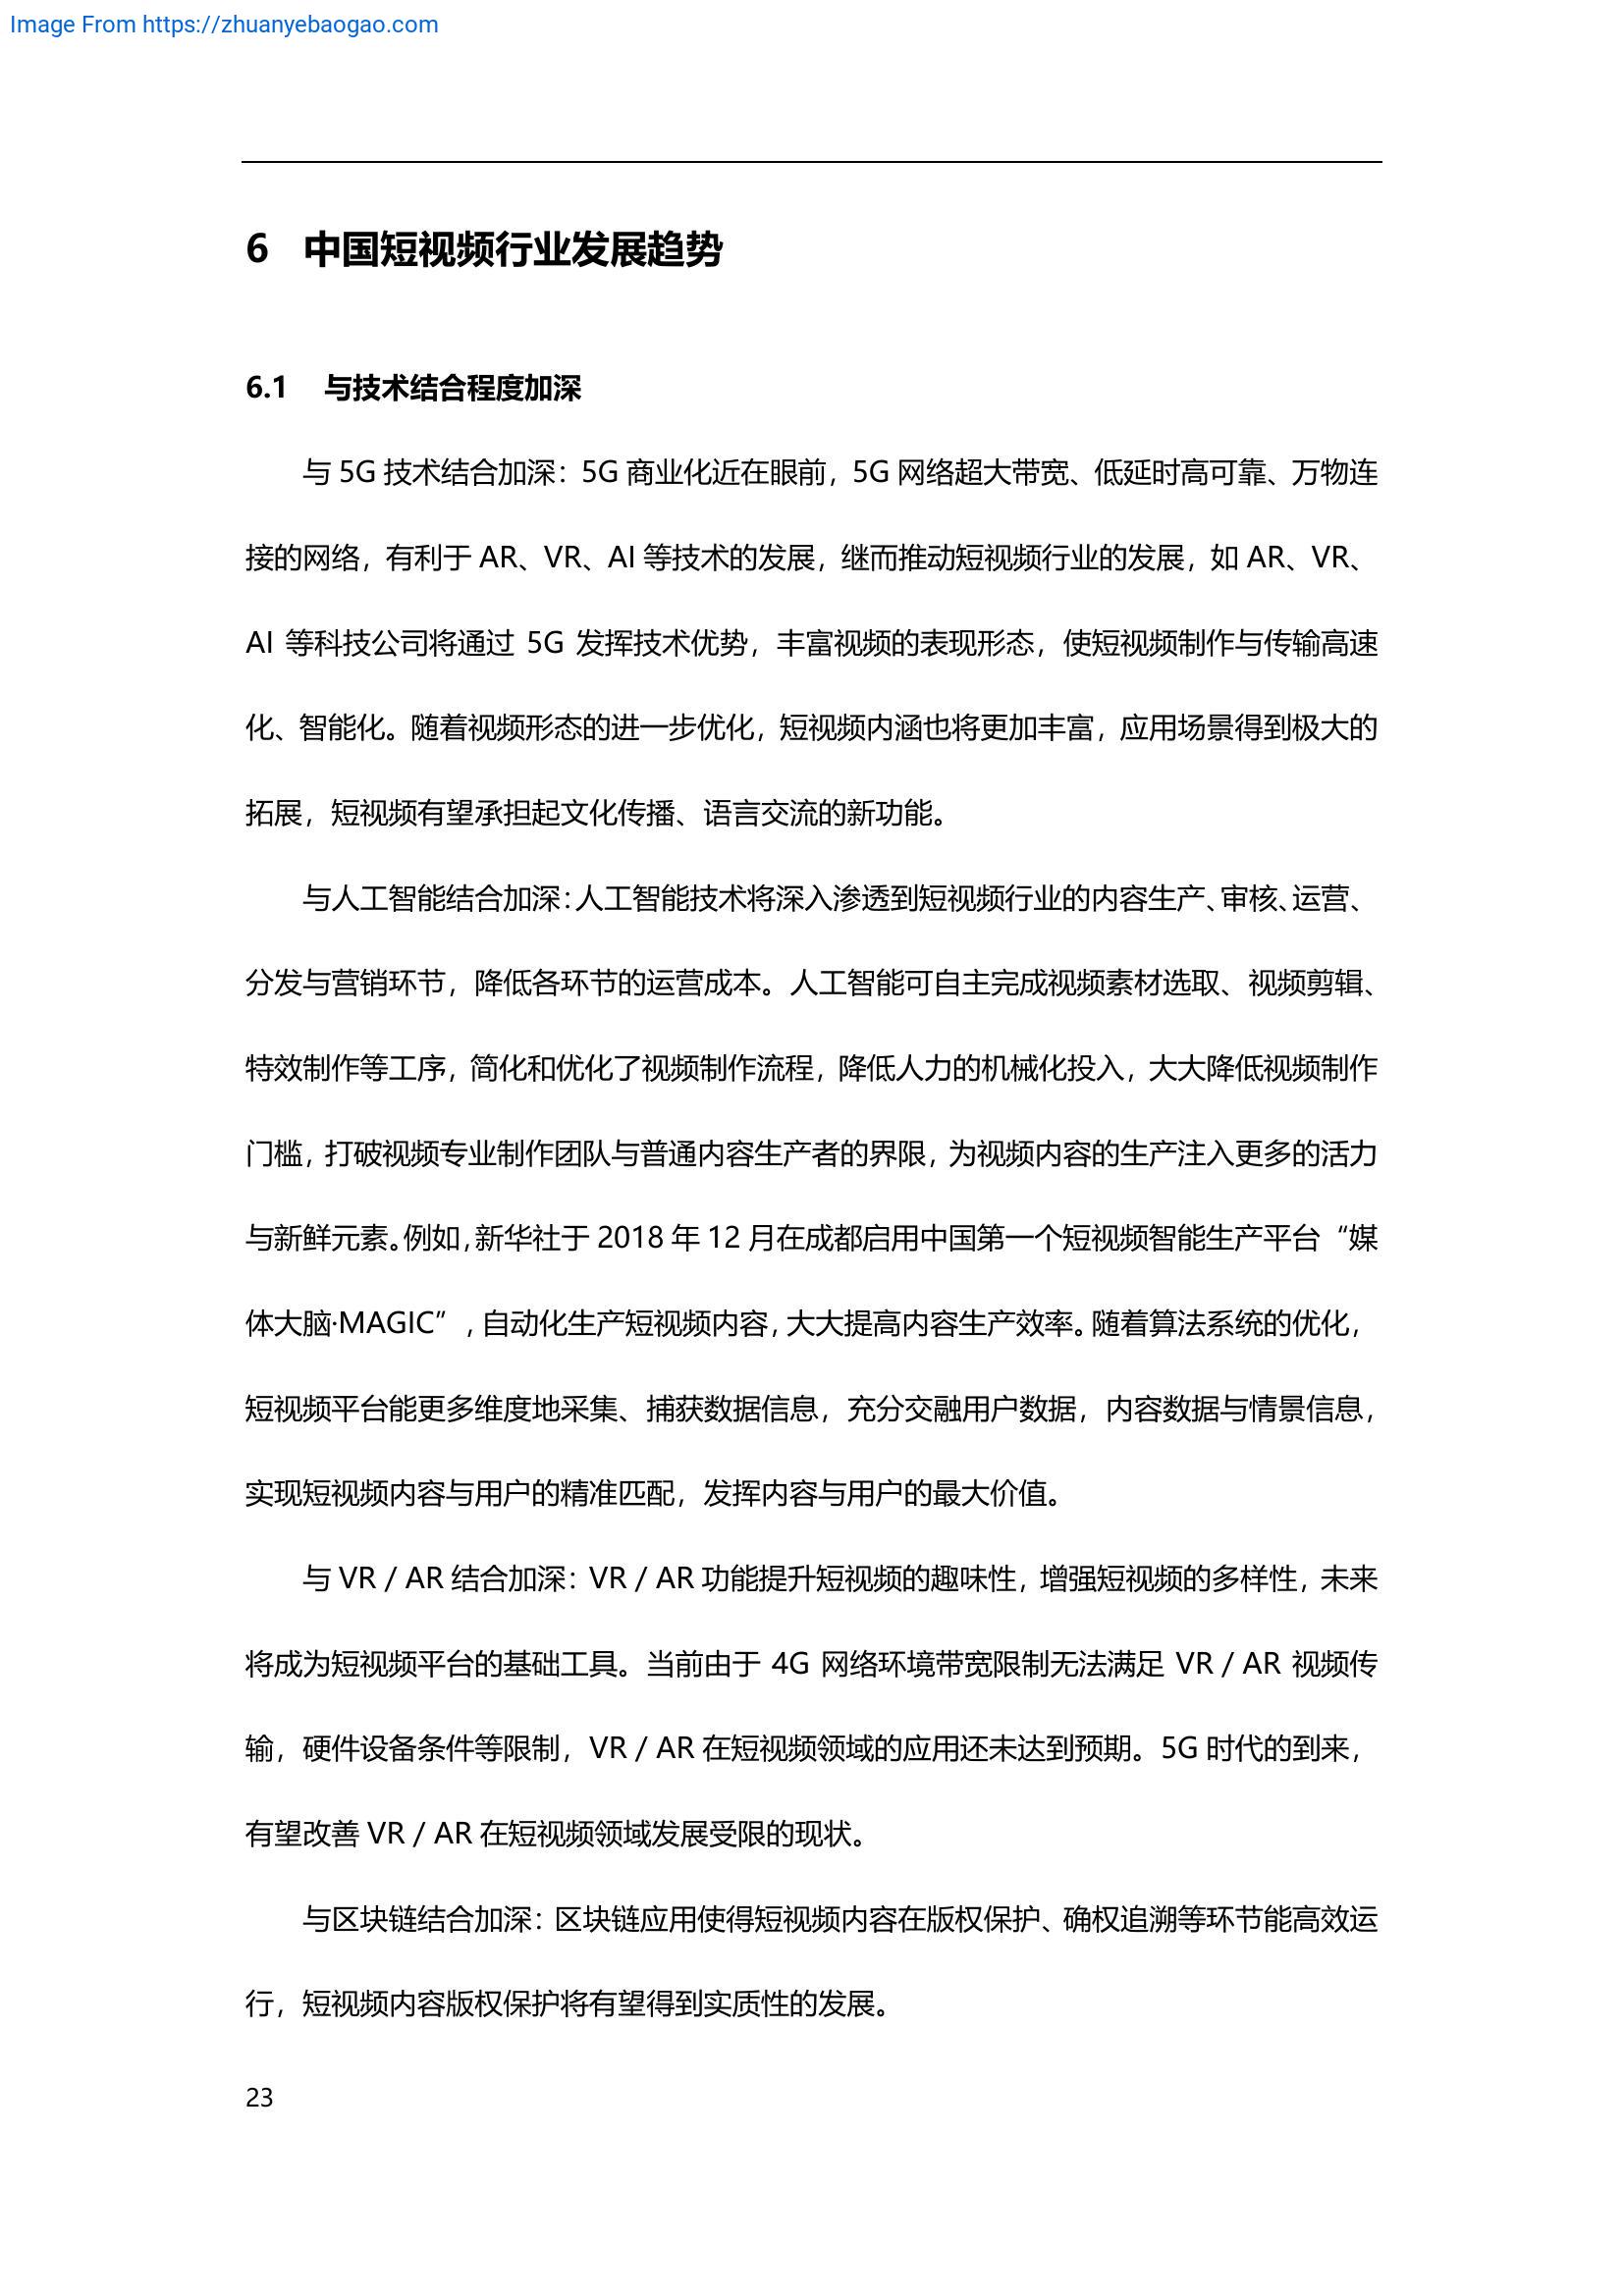 Image From https://zhuanyebaogao.com
6 中国短视频行业发展趋势
6.1 与技术结合程度加深
与 5G 技术结合加深：5G 商业化近在眼前，5G 网络超大带宽、低延时高可靠、万物连
接的网络，有利于 AR、VR、AI 等技术的发展，继而推动短视频行业的发展，如 AR、VR、
AI 等科技公司将通过 5G 发挥技术优势，丰富视频的表现形态，使短视频制作与传输高速
化、智能化。随着视频形态的进一步优化，短视频内涵也将更加丰富，应用场景得到极大的
拓展，短视频有望承担起文化传播、语言交流的新功能。
与人工智能结合加深：人工智能技术将深入渗透到短视频行业的内容生产、审核、运营、
分发与营销环节，降低各环节的运营成本。人工智能可自主完成视频素材选取、视频剪辑、
特效制作等工序，简化和优化了视频制作流程，降低人力的机械化投入，大大降低视频制作
门槛，打破视频专业制作团队与普通内容生产者的界限，为视频内容的生产注入更多的活力
与新鲜元素。例如，新华社于 2018 年 12 月在成都启用中国第一个短视频智能生产平台“媒
体大脑·MAGIC”，自动化生产短视频内容，大大提高内容生产效率。随着算法系统的优化，
短视频平台能更多维度地采集、捕获数据信息，充分交融用户数据，内容数据与情景信息，
实现短视频内容与用户的精准匹配，发挥内容与用户的最大价值。
与 VR / AR 结合加深：VR / AR 功能提升短视频的趣味性，增强短视频的多样性，未来
将成为短视频平台的基础工具。当前由于 4G 网络环境带宽限制无法满足 VR / AR 视频传
输，硬件设备条件等限制，VR / AR 在短视频领域的应用还未达到预期。5G 时代的到来，
有望改善 VR / AR 在短视频领域发展受限的现状。
与区块链结合加深：区块链应用使得短视频内容在版权保护、确权追溯等环节能高效运
行，短视频内容版权保护将有望得到实质性的发展。
23